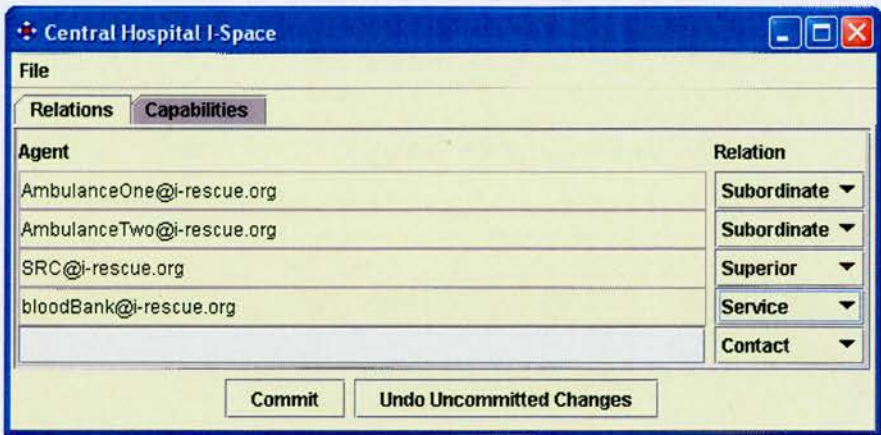 Central Hospital I-Space
File
Relations Capabilities
Agent Relation
AmbulanceOne@i-rescue.org Subordinate
AmbulanceTwo@i-rescue.org Subordinate
SRC@i-rescue.org Superior
bloodBank@i-rescue.org Service
Contact
Commit Undo Uncommitted Changes